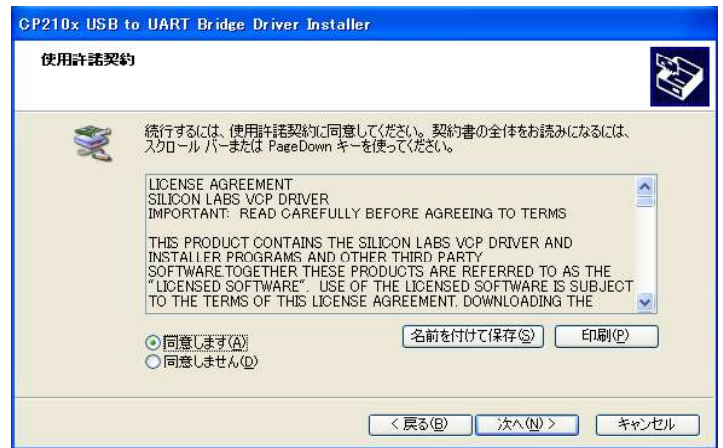 CP210x USB to UART Bridge Driver Installer
使用許諾契約
続行するには、使用許諾契約に同意してください。契約書の全体をお読みになるには、
スクロール バーまたは PageDown キーを使ってください。
LICENSE AGREEMENT
SILICON LABS VCP DRIVER
IMPORTANT:  READ CAREFULLY BEFORE AGREEING TO TERMS
THIS PRODUCT CONTAINS THE SILICON LABS VCP DRIVER AND
INSTALLER PROGRAMS AND OTHER THIRD PARTY
SOFTWARE.TOGETHER THESE PRODUCTS ARE REFERRED TO AS THE
"LICENSED SOFTWARE".  USE OF THE LICENSED SOFTWARE IS SUBJECT
TO THE TERMS OF THIS LICENSE AGREEMENT. DOWNLOADING THE
同意します(A)
同意しません(D)
名前を付けて保存(S)
印刷(P)
< 戻る(B)
次へ(N) >
キャンセル